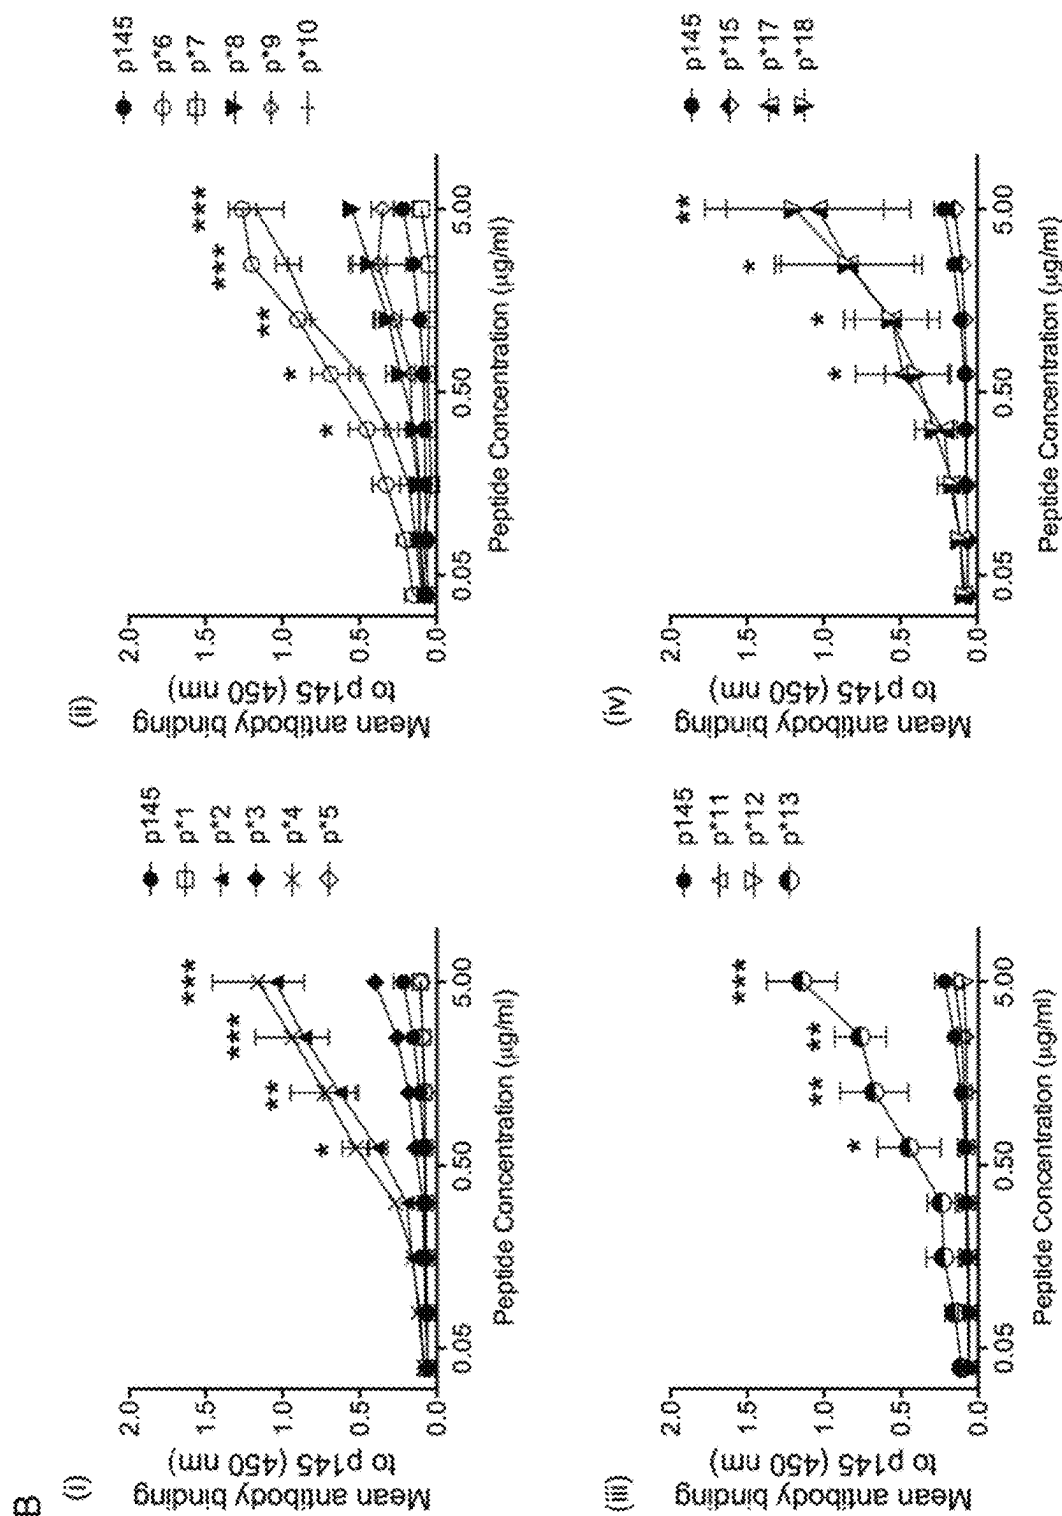 B
(i)
Mean antibody binding
to p145 (450 nm)
2.0
1.5
1.0
0.5
0.0
0.05
0.50
5.00
Peptide Concentration (µg/ml)
*
**
***
***
p145
p*1
p*2
p*3
p*4
p*5
(ii)
Mean antibody binding
to p145 (450 nm)
2.0
1.5
1.0
0.5
0.0
0.05
0.50
5.00
Peptide Concentration (µg/ml)
*
*
**
***
***
p145
p*6
p*7
p*8
p*9
p*10
(iii)
Mean antibody binding
to p145 (450 nm)
2.0
1.5
1.0
0.5
0.0
0.05
0.50
5.00
Peptide Concentration (µg/ml)
*
**
**
***
p145
p*11
p*12
p*13
(iv)
Mean antibody binding
to p145 (450 nm)
2.0
1.5
1.0
0.5
0.0
0.05
0.50
5.00
Peptide Concentration (µg/ml)
*
*
*
**
p145
p*15
p*17
p*18